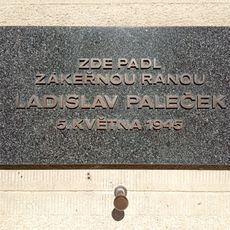 ZDE PADL
ZÁKEŘNOU RANOU
LADISLAV PALEČEK
5. KVĚTNA 1945